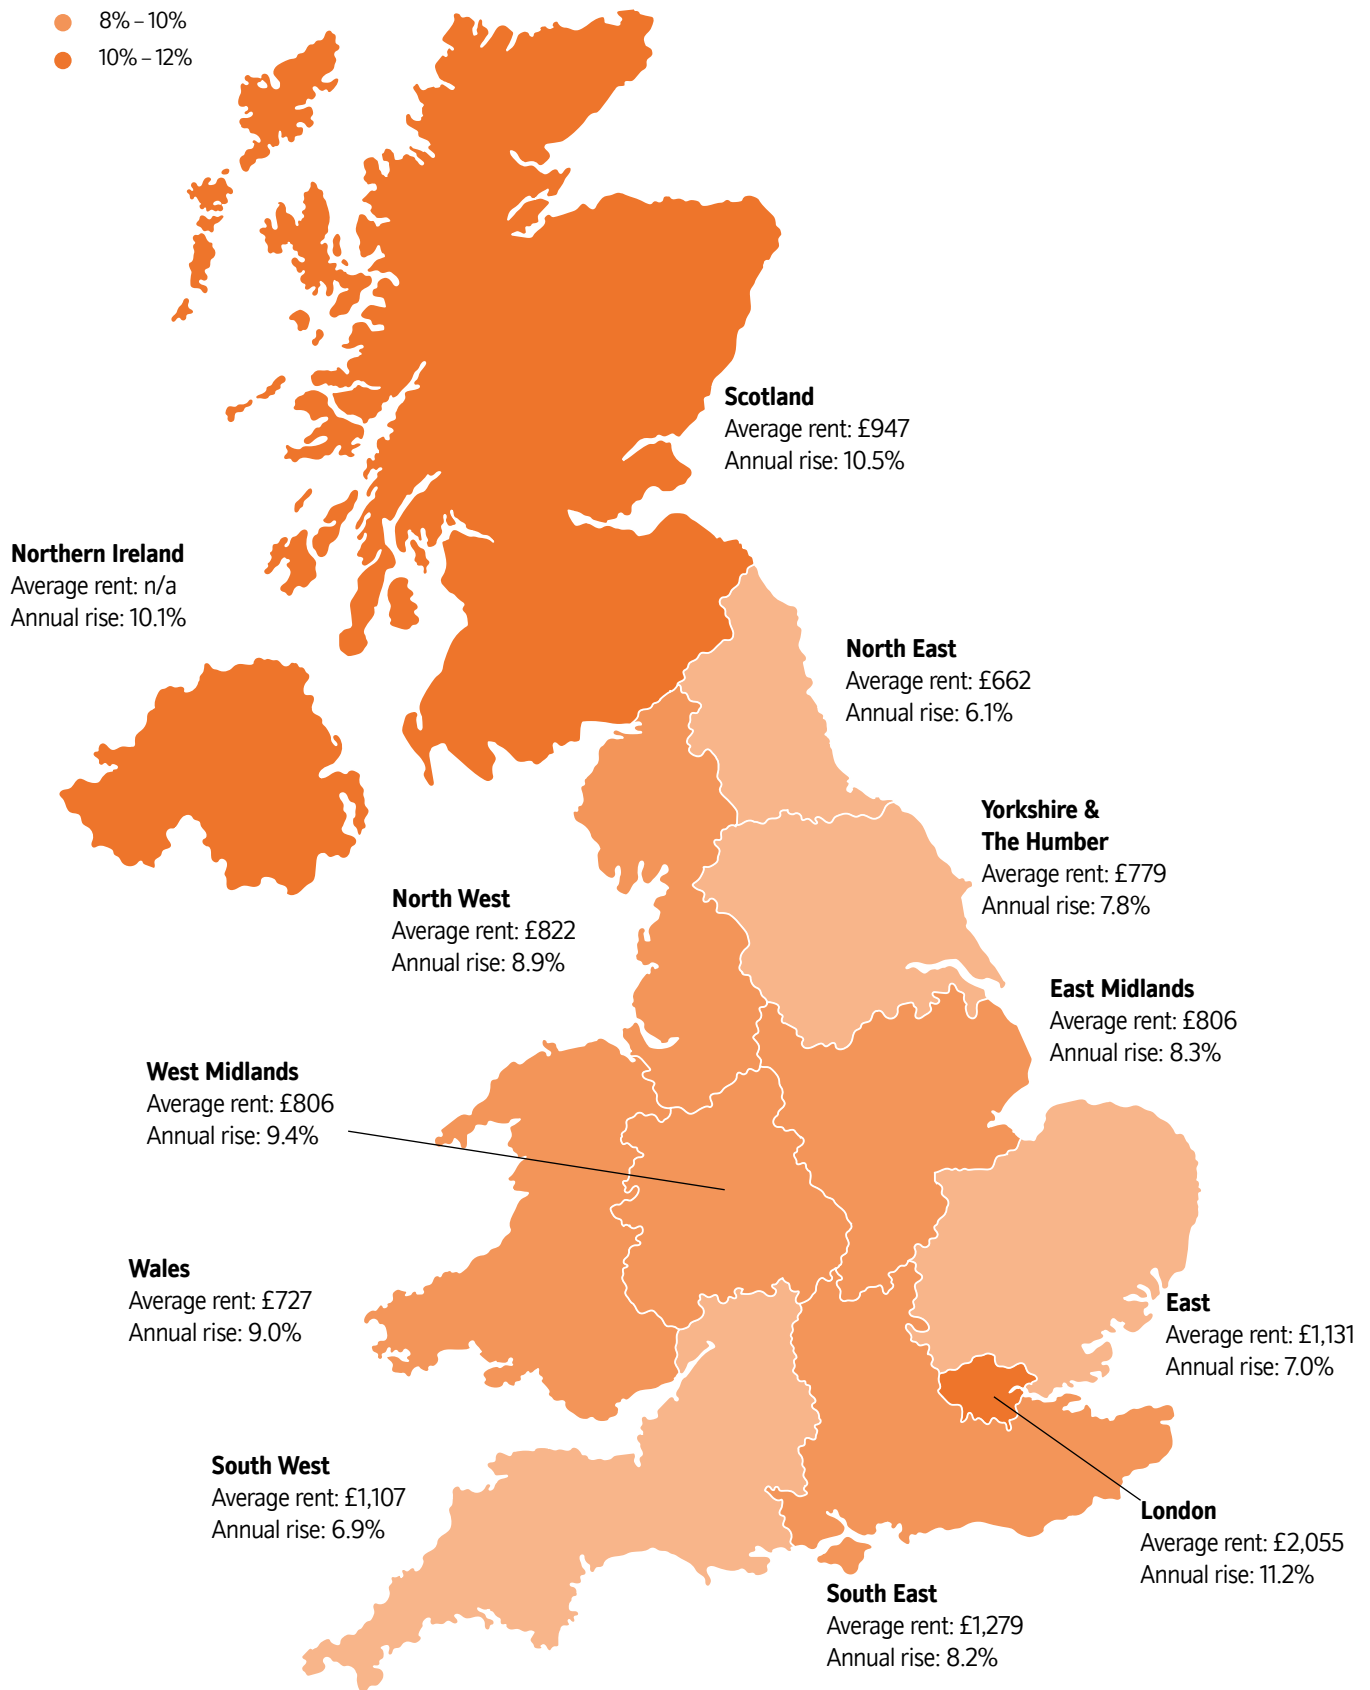 8% – 10%
10% – 12%
Scotland
Average rent: £947
Annual rise: 10.5%
Northern Ireland
Average rent: n/a
Annual rise: 10.1%
North East
Average rent: £662
Annual rise: 6.1%
Yorkshire &
The Humber
Average rent: £779
Annual rise: 7.8%
North West
Average rent: £822
Annual rise: 8.9%
East Midlands
Average rent: £806
Annual rise: 8.3%
West Midlands
Average rent: £806
Annual rise: 9.4%
Wales
Average rent: £727
Annual rise: 9.0%
East
Average rent: £1,131
Annual rise: 7.0%
South West
Average rent: £1,107
Annual rise: 6.9%
London
Average rent: £2,055
Annual rise: 11.2%
South East
Average rent: £1,279
Annual rise: 8.2%